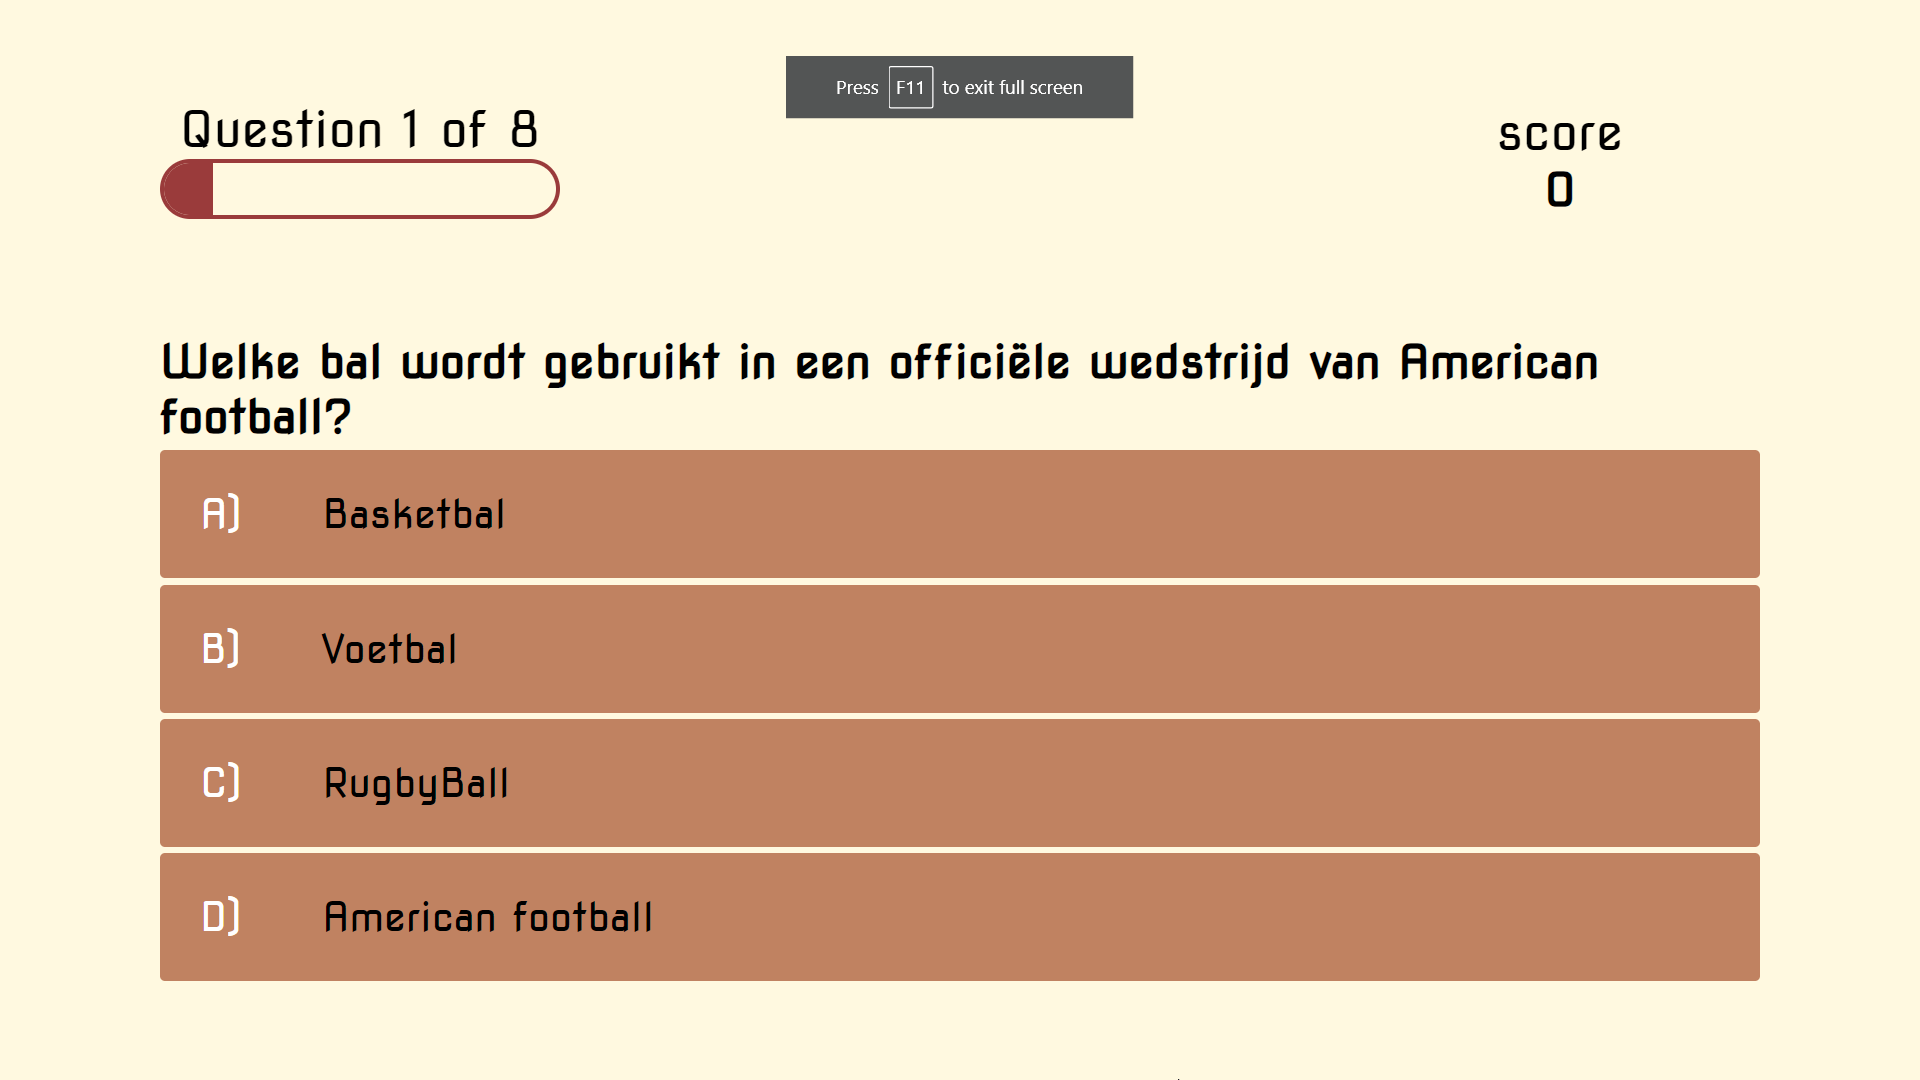 Press F11 to exit full screen
Question 1 of 8
score
0
Welke bal wordt gebruikt in een officiële wedstrijd van American
football?
A) Basketbal
B) Voetbal
C) RugbyBall
D) American football